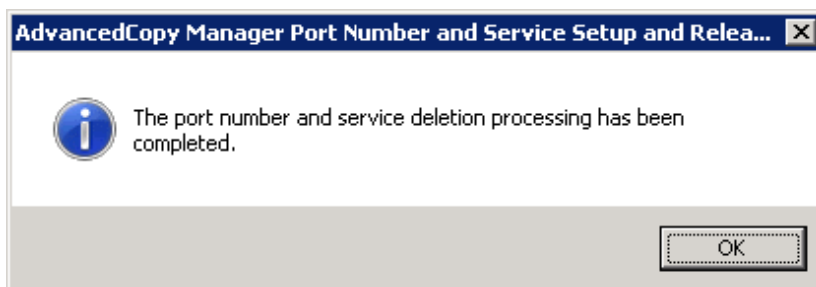 AdvancedCopy Manager Port Number and Service Setup and Relea...
The port number and service deletion processing has been
completed.
OK